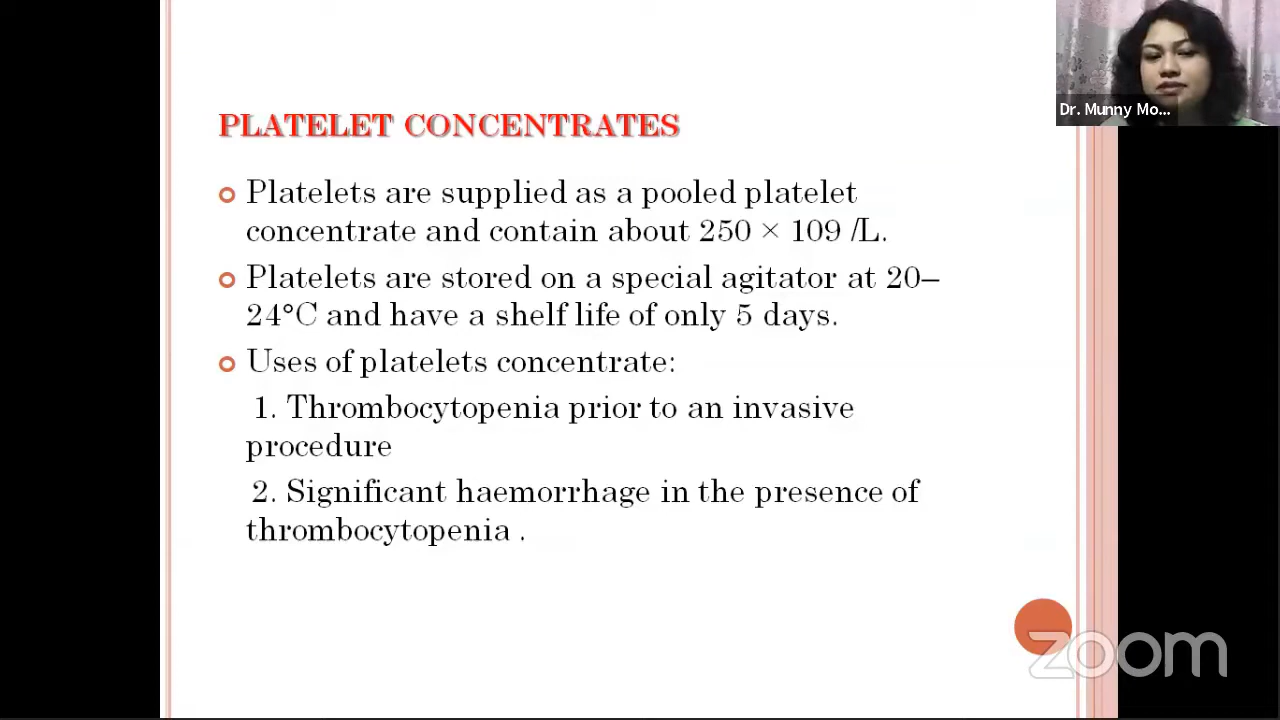 Dr. Munny Mo...
PLATELET CONCENTRATES
Platelets are supplied as a pooled platelet
concentrate and contain about 250 × 109 /L.
Platelets are stored on a special agitator at 20–
24°C and have a shelf life of only 5 days.
Uses of platelets concentrate:
1. Thrombocytopenia prior to an invasive
procedure
2. Significant haemorrhage in the presence of
thrombocytopenia .
zoom